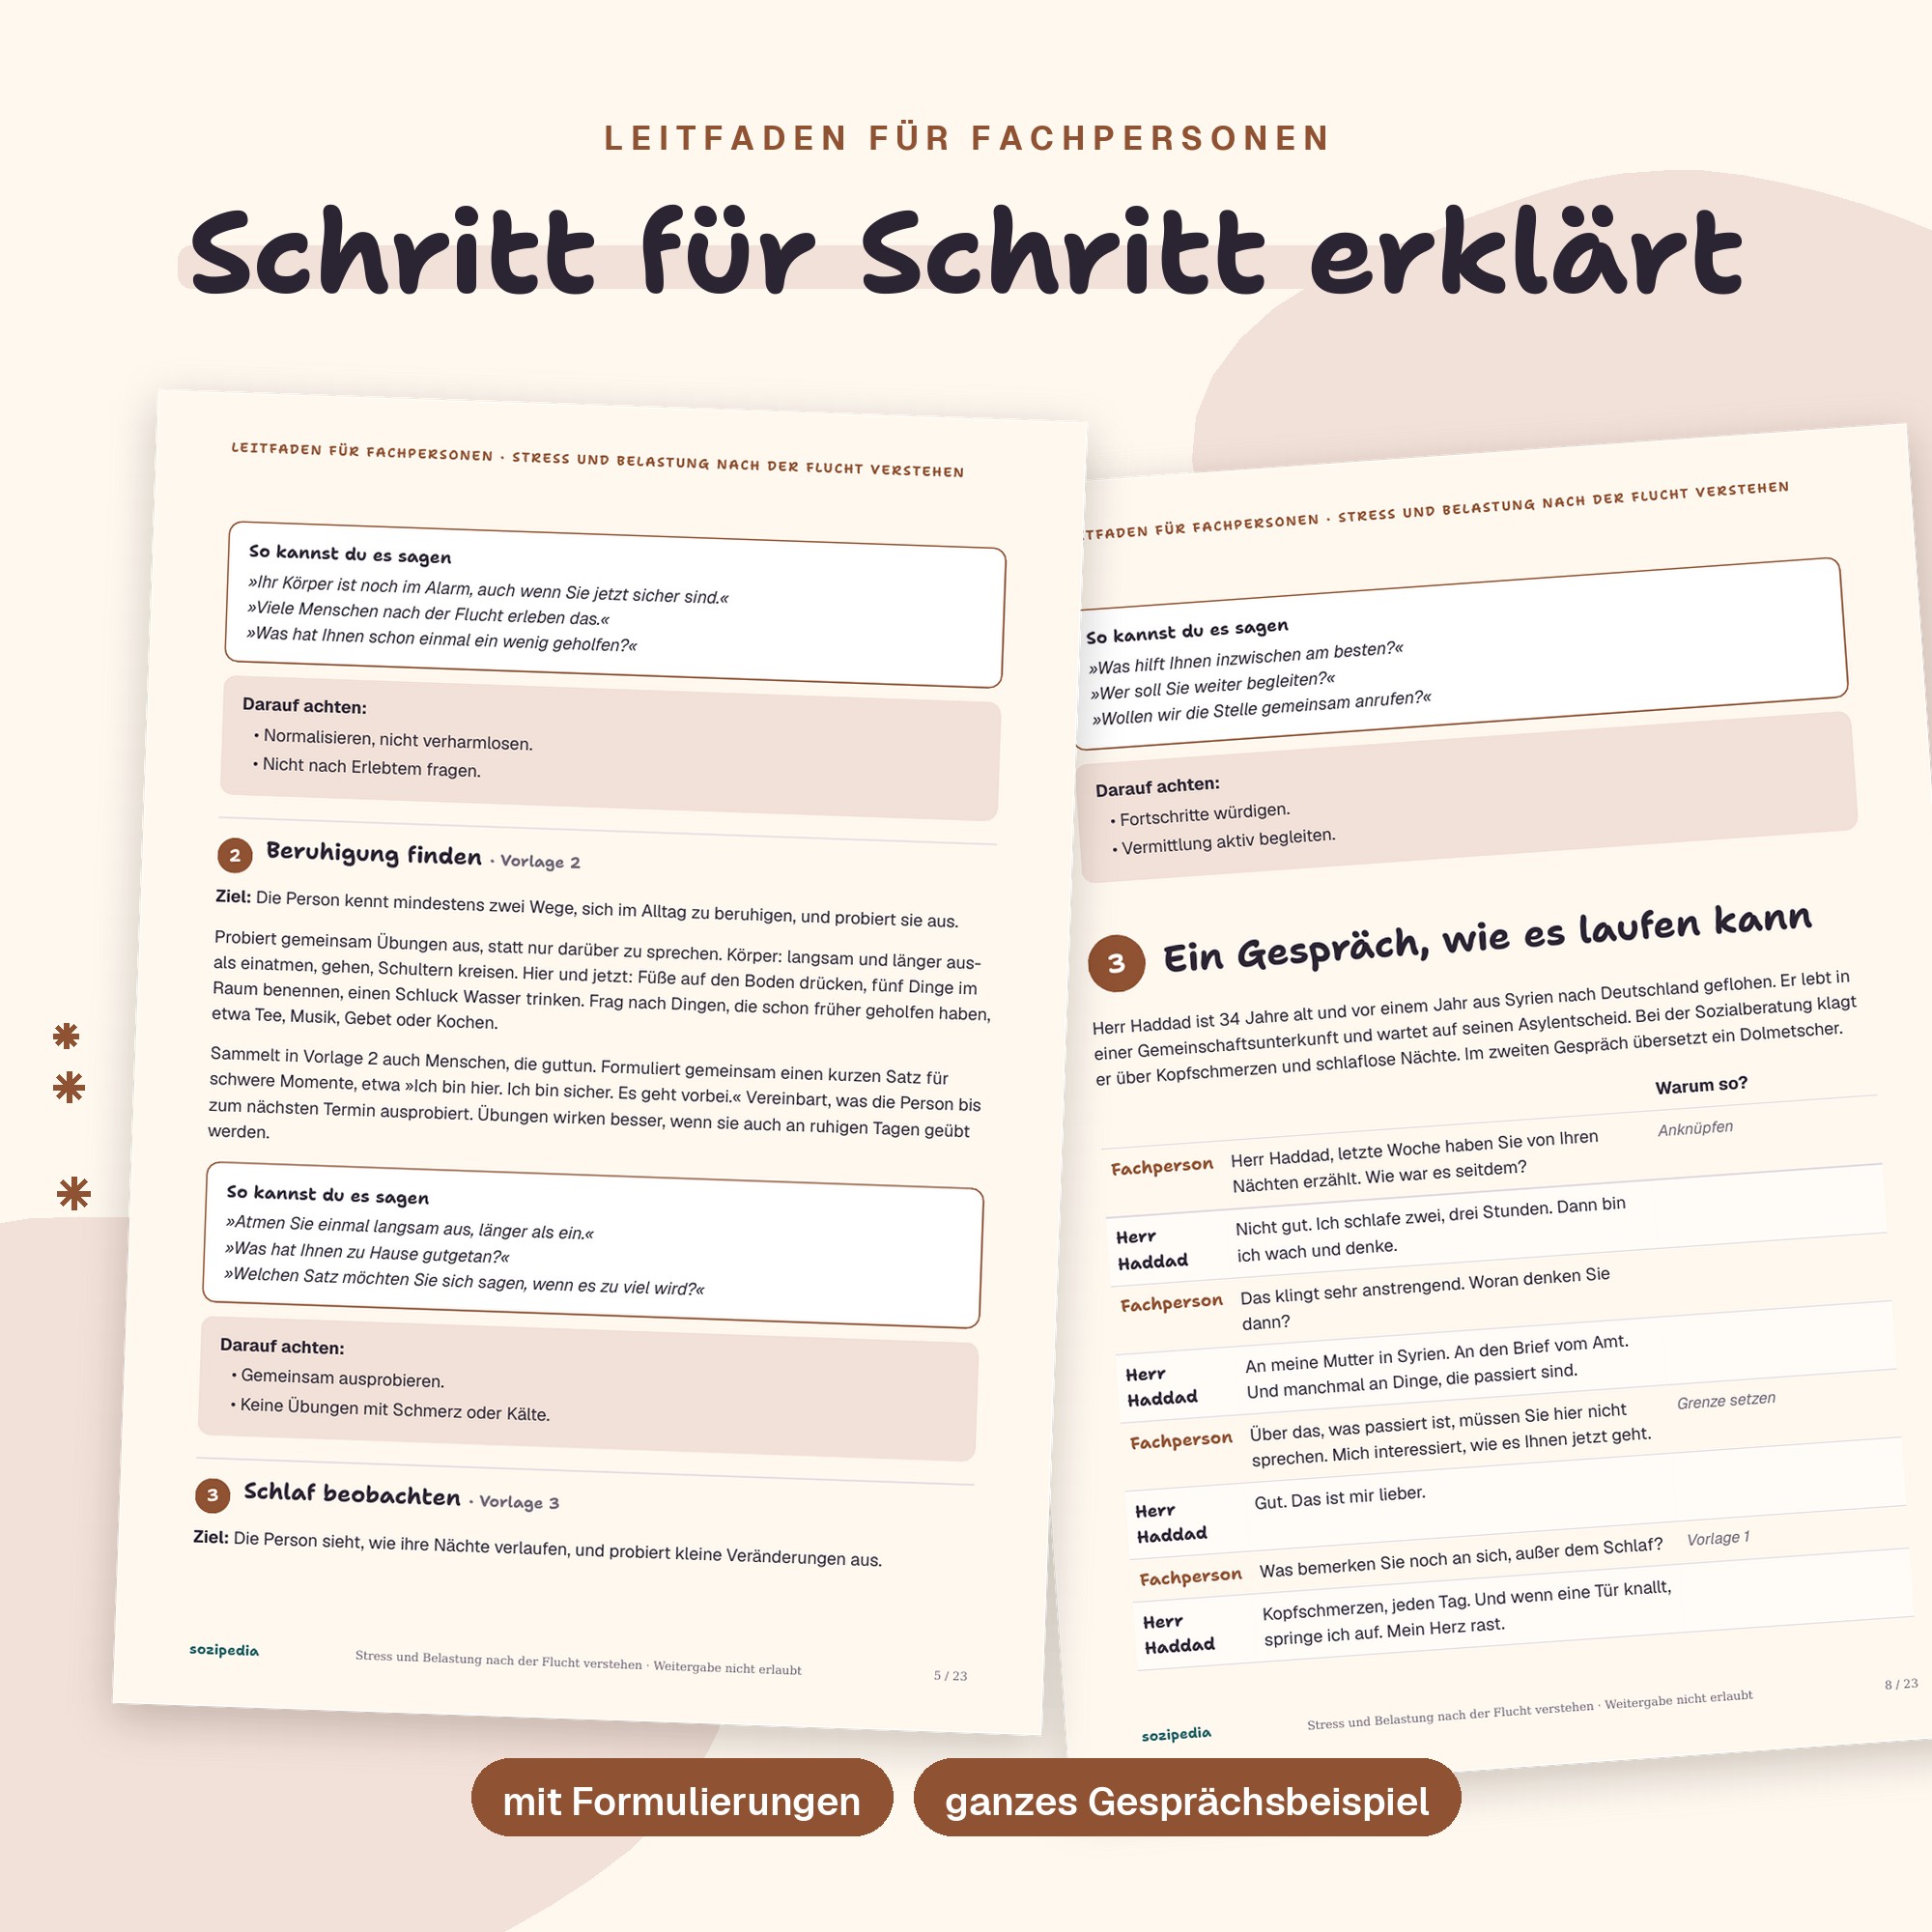 LEITFADEN FÜR FACHPERSONEN
Schritt für Schritt erklärt
LEITFADEN FÜR FACHPERSONEN · STRESS UND BELASTUNG NACH DER FLUCHT VERSTEHEN
So kannst du es sagen
»Ihr Körper ist noch im Alarm, auch wenn Sie jetzt sicher sind.«
»Viele Menschen nach der Flucht erleben das.«
»Was hat Ihnen schon einmal ein wenig geholfen?«
Darauf achten:
• Normalisieren, nicht verharmlosen.
• Nicht nach Erlebtem fragen.
2 Beruhigung finden · Vorlage 2
Ziel: Die Person kennt mindestens zwei Wege, sich im Alltag zu beruhigen, und probiert sie aus.
Probiert gemeinsam Übungen aus, statt nur darüber zu sprechen. Körper: langsam und länger aus-
als einatmen, gehen, Schultern kreisen. Hier und jetzt: Füße auf den Boden drücken, fünf Dinge im
Raum benennen, einen Schluck Wasser trinken. Frag nach Dingen, die schon früher geholfen haben,
etwa Tee, Musik, Gebet oder Kochen.
Sammelt in Vorlage 2 auch Menschen, die guttun. Formuliert gemeinsam einen kurzen Satz für
schwere Momente, etwa »Ich bin hier. Ich bin sicher. Es geht vorbei.« Vereinbart, was die Person bis
zum nächsten Termin ausprobiert. Übungen wirken besser, wenn sie auch an ruhigen Tagen geübt
werden.
So kannst du es sagen
»Atmen Sie einmal langsam aus, länger als ein.«
»Was hat Ihnen zu Hause gutgetan?«
»Welchen Satz möchten Sie sich sagen, wenn es zu viel wird?«
Darauf achten:
• Gemeinsam ausprobieren.
• Keine Übungen mit Schmerz oder Kälte.
3 Schlaf beobachten · Vorlage 3
Ziel: Die Person sieht, wie ihre Nächte verlaufen, und probiert kleine Veränderungen aus.
sozipedia Stress und Belastung nach der Flucht verstehen · Weitergabe nicht erlaubt 5 / 23
TFADEN FÜR FACHPERSONEN · STRESS UND BELASTUNG NACH DER FLUCHT VERSTEHEN
So kannst du es sagen
»Was hilft Ihnen inzwischen am besten?«
»Wer soll Sie weiter begleiten?«
»Wollen wir die Stelle gemeinsam anrufen?«
Darauf achten:
• Fortschritte würdigen.
• Vermittlung aktiv begleiten.
3 Ein Gespräch, wie es laufen kann
Herr Haddad ist 34 Jahre alt und vor einem Jahr aus Syrien nach Deutschland geflohen. Er lebt in
einer Gemeinschaftsunterkunft und wartet auf seinen Asylentscheid. Bei der Sozialberatung klagt
er über Kopfschmerzen und schlaflose Nächte. Im zweiten Gespräch übersetzt ein Dolmetscher.
Warum so?
Fachperson Herr Haddad, letzte Woche haben Sie von Ihren Anknüpfen
Nächten erzählt. Wie war es seitdem?
Herr Nicht gut. Ich schlafe zwei, drei Stunden. Dann bin
Haddad ich wach und denke.
Fachperson Das klingt sehr anstrengend. Woran denken Sie
dann?
Herr An meine Mutter in Syrien. An den Brief vom Amt.
Haddad Und manchmal an Dinge, die passiert sind.
Fachperson Über das, was passiert ist, müssen Sie hier nicht Grenze setzen
sprechen. Mich interessiert, wie es Ihnen jetzt geht.
Herr Gut. Das ist mir lieber.
Haddad
Fachperson Was bemerken Sie noch an sich, außer dem Schlaf? Vorlage 1
Herr Kopfschmerzen, jeden Tag. Und wenn eine Tür knallt,
Haddad springe ich auf. Mein Herz rast.
sozipedia Stress und Belastung nach der Flucht verstehen · Weitergabe nicht erlaubt 8 / 23
mit Formulierungen
ganzes Gesprächsbeispiel